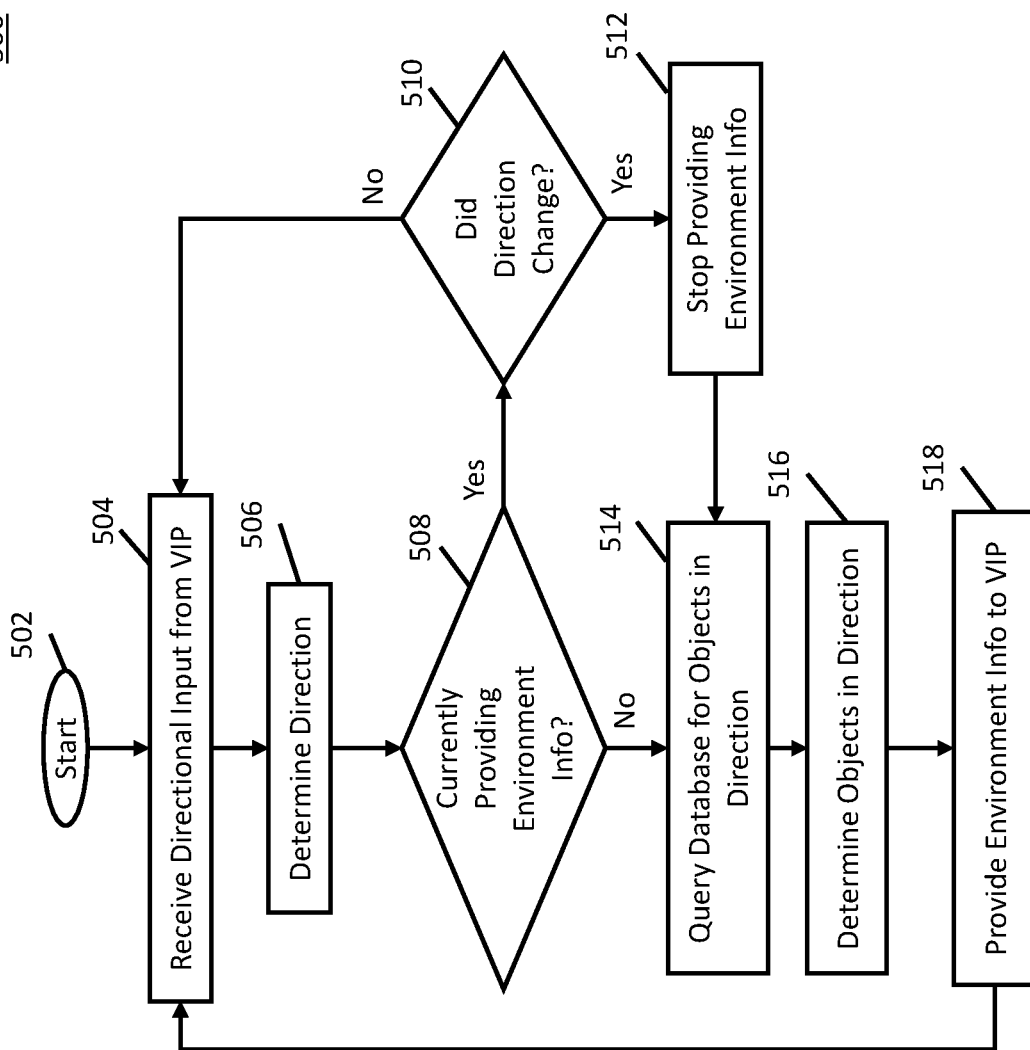 502
Start
504
Receive Directional Input from VIP
506
Determine Direction
508
Currently
Providing
Environment
Info?
Yes
No
510
Did
Direction
Change?
No
Yes
512
Stop Providing
Environment Info
514
Query Database for Objects in
Direction
516
Determine Objects in Direction
518
Provide Environment Info to VIP